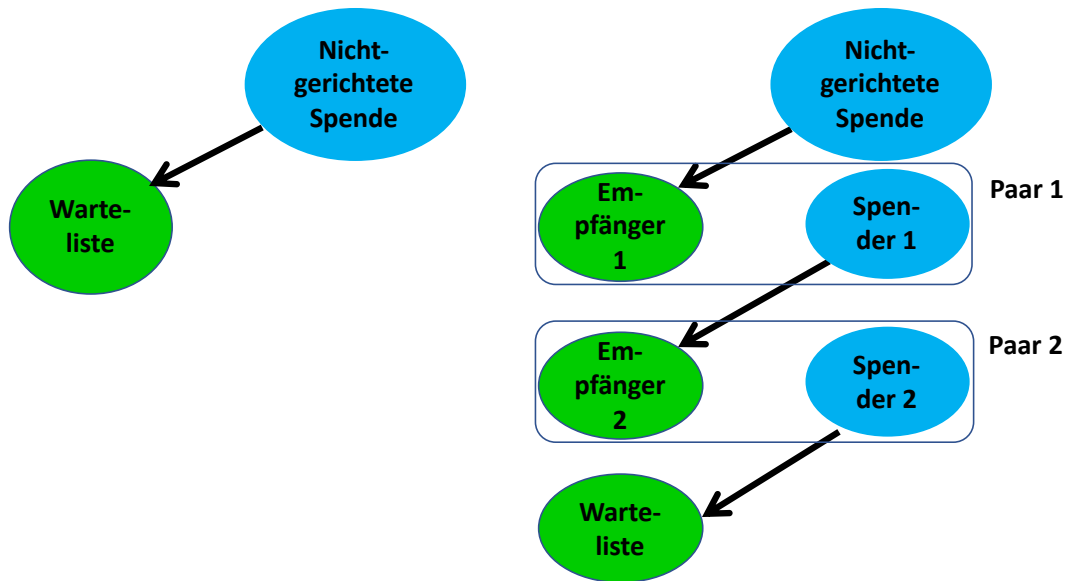 Nicht-
gerichtete
Spende
Warte-
liste
Nicht-
gerichtete
Spende
Em-
pfänger
1
Spen-
der 1
Paar 1
Em-
pfänger
2
Spen-
der 2
Paar 2
Warte-
liste